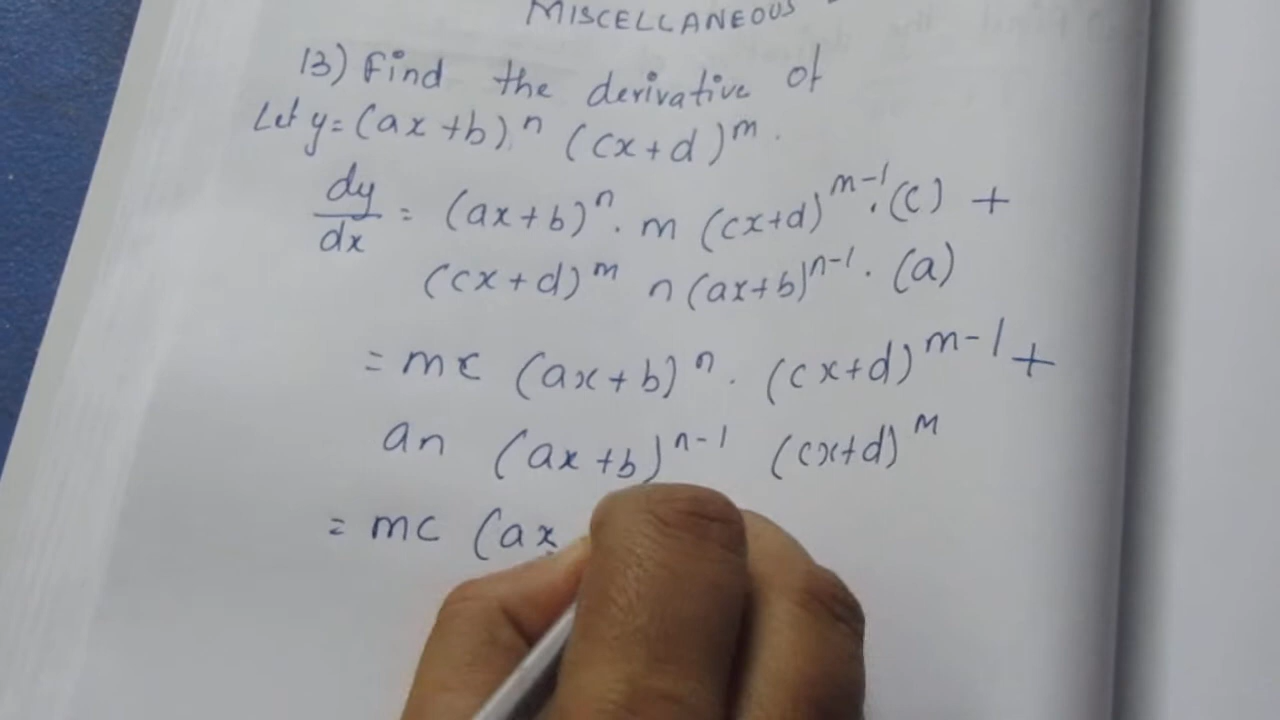 MISCELLANEOUS
13) Find the derivative of
Let y = (ax+b)ⁿ (cx+d)ᵐ.
dy/dx = (ax+b)ⁿ. m (cx+d)ᵐ⁻¹.(c) +
(cx+d)ᵐ n(ax+b)ⁿ⁻¹. (a)
= mc (ax+b)ⁿ. (cx+d)ᵐ⁻¹ +
an (ax+b)ⁿ⁻¹ (cx+d)ᵐ
= mc (ax